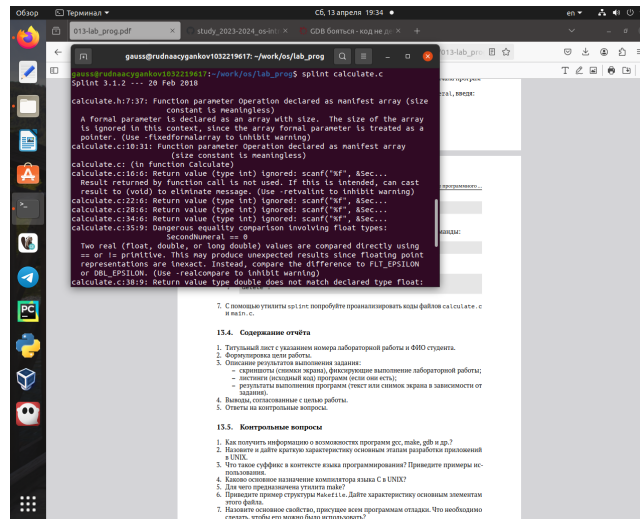 Обзор
Терминал
Сб, 13 апреля 19:34
en
013-lab_prog.pdf
study_2023-2024_os-intr
GDB бояться - код не
gauss@rudnaacygankov1032219617: ~/work/os/lab_prog
gauss@rudnaacygankov1032219617:~/work/os/lab_prog$ splint calculate.c
Splint 3.1.2 --- 20 Feb 2018
calculate.h:7:37: Function parameter Operation declared as manifest array (size
constant is meaningless)
A formal parameter is declared as an array with size. The size of the array
is ignored in this context, since the array formal parameter is treated as a
pointer. (Use -fixedformalarray to inhibit warning)
calculate.c:10:31: Function parameter Operation declared as manifest array
(size constant is meaningless)
calculate.c: (in function Calculate)
calculate.c:16:6: Return value (type int) ignored: scanf("%f", &Sec...
Result returned by function call is not used. If this is intended, can cast
result to (void) to eliminate message. (Use -retvalint to inhibit warning)
calculate.c:22:6: Return value (type int) ignored: scanf("%f", &Sec...
calculate.c:28:6: Return value (type int) ignored: scanf("%f", &Sec...
calculate.c:34:6: Return value (type int) ignored: scanf("%f", &Sec...
calculate.c:35:9: Dangerous equality comparison involving float types:
SecondNumeral == 0
Two real (float, double, or long double) values are compared directly using
== or != primitive. This may produce unexpected results since floating point
representations are inexact. Instead, compare the difference to FLT_EPSILON
or DBL_EPSILON. (Use -realcompare to inhibit warning)
calculate.c:38:9: Return value type double does not match declared type float:
7. С помощью утилиты splint попробуйте проанализировать коды файлов calculate.c
и main.c.
13.4. Содержание отчёта
1. Титульный лист с указанием номера лабораторной работы и ФИО студента.
2. Формулировка цели работы.
3. Описание результатов выполнения задания:
– скриншоты (снимки экрана), фиксирующие выполнение лабораторной работы;
– листинги (исходный код) программ (если они есть);
– результаты выполнения программ (текст или снимок экрана в зависимости от
задания).
4. Выводы, согласованные с целью работы.
5. Ответы на контрольные вопросы.
13.5. Контрольные вопросы
1. Как получить информацию о возможностях программ gcc, make, gdb и др.?
2. Назовите и дайте краткую характеристику основным этапам разработки приложений
в UNIX.
3. Что такое суффикс в контексте языка программирования? Приведите примеры ис-
пользования.
4. Каково основное назначение компилятора языка С в UNIX?
5. Для чего предназначена утилита make?
6. Приведите пример структуры Makefile. Дайте характеристику основным элементам
этого файла.
7. Назовите основное свойство, присущее всем программам отладки. Что необходимо
сделать, чтобы его можно было использовать?